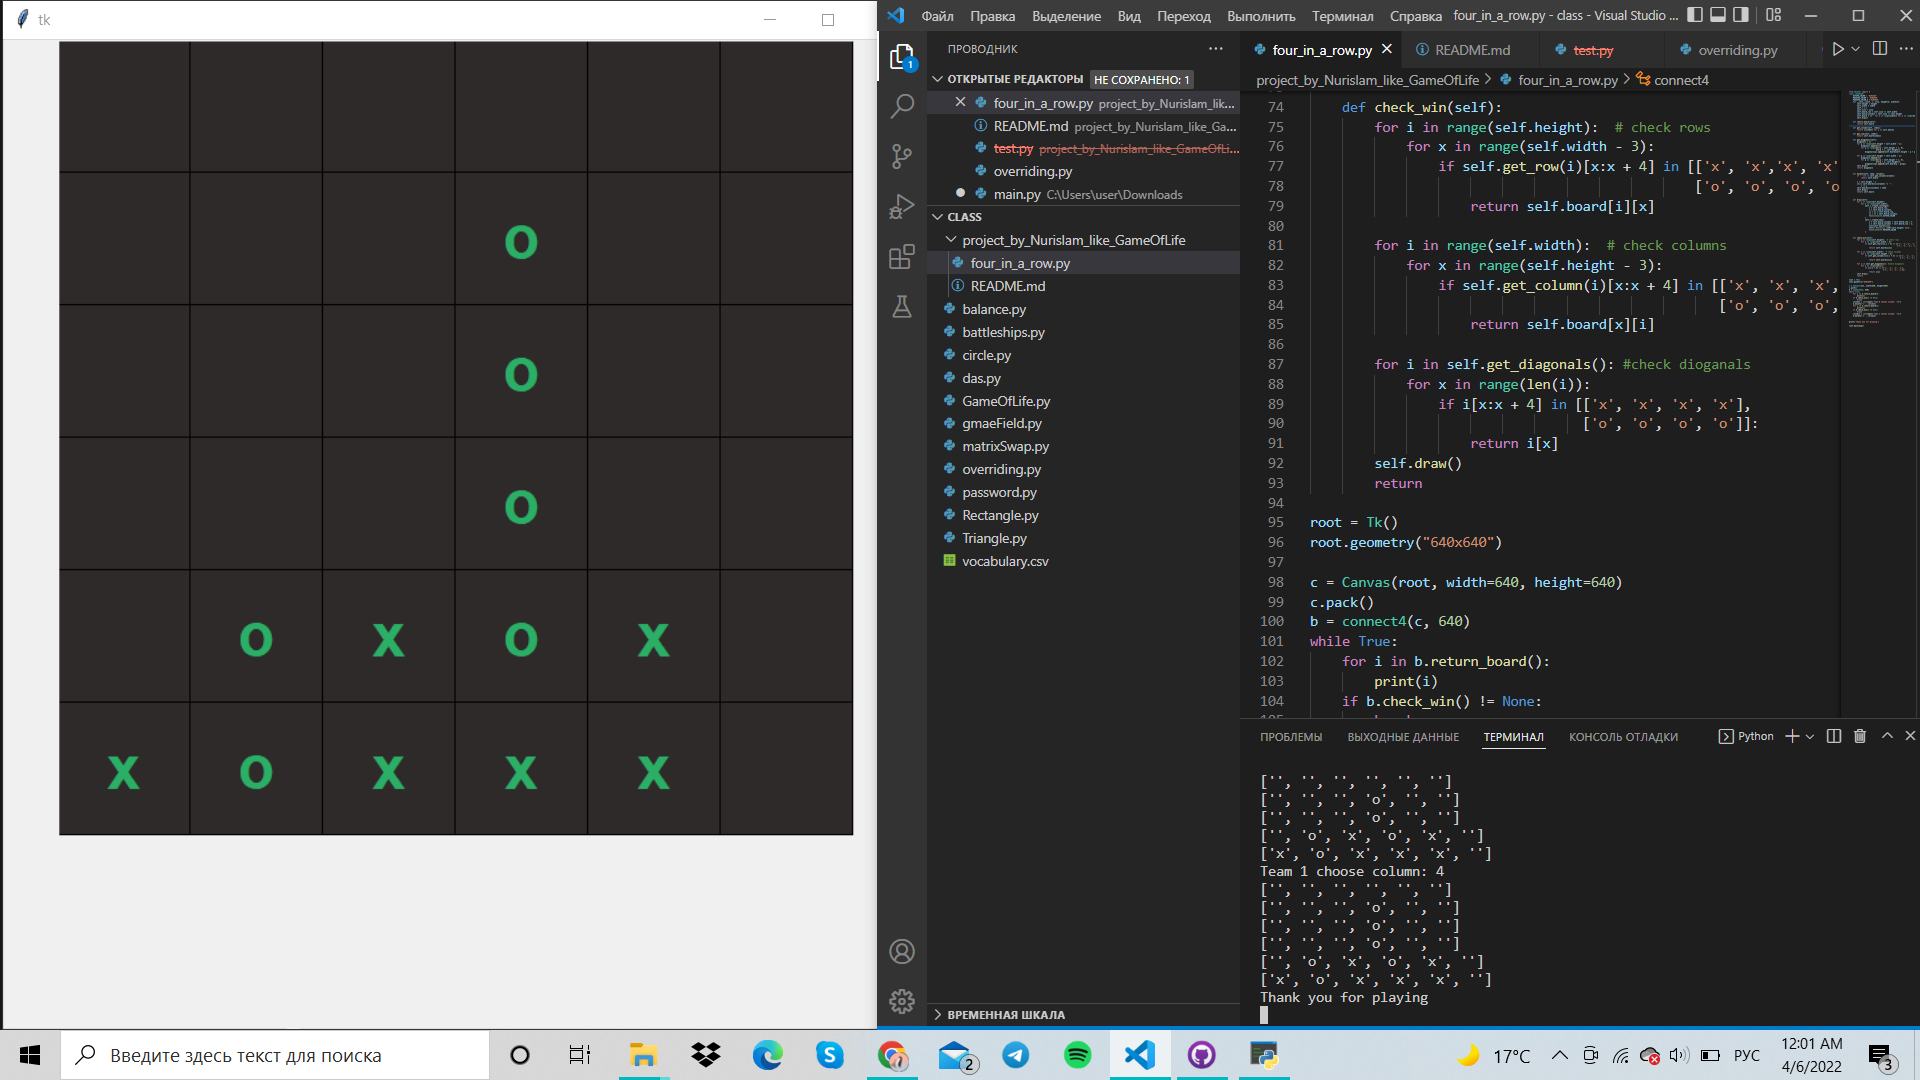 tk
o
o
o
o x o x
x o x x x
Файл Правка Выделение Вид Переход Выполнить Терминал Справка four_in_a_row.py - class - Visual Studio ...
ПРОВОДНИК
ОТКРЫТЫЕ РЕДАКТОРЫ НЕ СОХРАНЕНО: 1
four_in_a_row.py project_by_Nurislam_lik...
README.md project_by_Nurislam_like_Ga...
test.py project_by_Nurislam_like_GameOfLi...
overriding.py
main.py C:\Users\user\Downloads
CLASS
project_by_Nurislam_like_GameOfLife
four_in_a_row.py
README.md
balance.py
battleships.py
circle.py
das.py
GameOfLife.py
gmaeField.py
matrixSwap.py
overriding.py
password.py
Rectangle.py
Triangle.py
vocabulary.csv
ВРЕМЕННАЯ ШКАЛА
1
four_in_a_row.py README.md test.py overriding.py
project_by_Nurislam_like_GameOfLife > four_in_a_row.py > connect4
74 def check_win(self):
75 for i in range(self.height): # check rows
76 for x in range(self.width - 3):
77 if self.get_row(i)[x:x + 4] in [['x', 'x','x', 'x'
78 ['o', 'o', 'o', 'o
79 return self.board[i][x]
80
81 for i in range(self.width): # check columns
82 for x in range(self.height - 3):
83 if self.get_column(i)[x:x + 4] in [['x', 'x', 'x',
84 ['o', 'o', 'o',
85 return self.board[x][i]
86
87 for i in self.get_diagonals(): #check dioganals
88 for x in range(len(i)):
89 if i[x:x + 4] in [['x', 'x', 'x', 'x'],
90 ['o', 'o', 'o', 'o']]:
91 return i[x]
92 self.draw()
93 return
94
95 root = Tk()
96 root.geometry("640x640")
97
98 c = Canvas(root, width=640, height=640)
99 c.pack()
100 b = connect4(c, 640)
101 while True:
102 for i in b.return_board():
103 print(i)
104 if b.check_win() != None:
ПРОБЛЕМЫ ВЫХОДНЫЕ ДАННЫЕ ТЕРМИНАЛ КОНСОЛЬ ОТЛАДКИ Python
['', '', '', '', '', '']
['', '', '', 'o', '', '']
['', '', '', 'o', '', '']
['', 'o', 'x', 'o', 'x', '']
['x', 'o', 'x', 'x', 'x', '']
Team 1 choose column: 4
['', '', '', '', '', '']
['', '', '', 'o', '', '']
['', '', '', 'o', '', '']
['', '', '', 'o', '', '']
['', 'o', 'x', 'o', 'x', '']
['x', 'o', 'x', 'x', 'x', '']
Thank you for playing
Введите здесь текст для поиска
2
17°C РУС
12:01 AM
4/6/2022
3